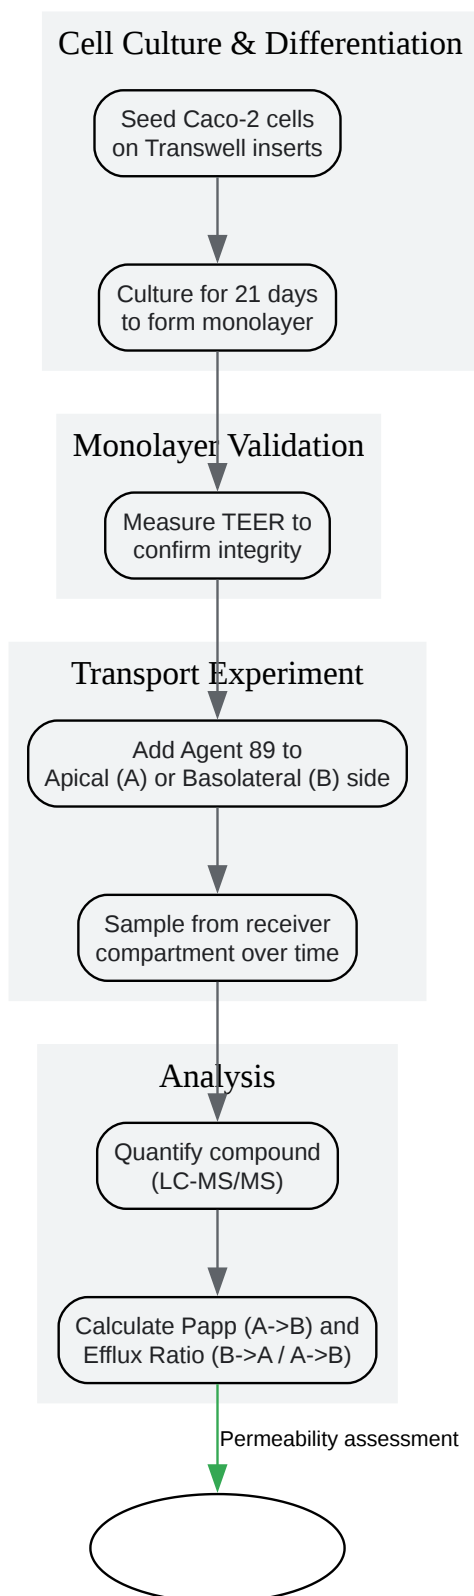 Cell Culture & Differentiation
Seed Caco-2 cells
on Transwell inserts
Culture for 21 days
to form monolayer
Monolayer Validation
Measure TEER to
confirm integrity
Transport Experiment
Add Agent 89 to
Apical (A) or Basolateral (B) side
Sample from receiver
compartment over time
Analysis
Quantify compound
(LC-MS/MS)
Calculate Papp (A->B) and
Efflux Ratio (B->A / A->B)
Permeability assessment